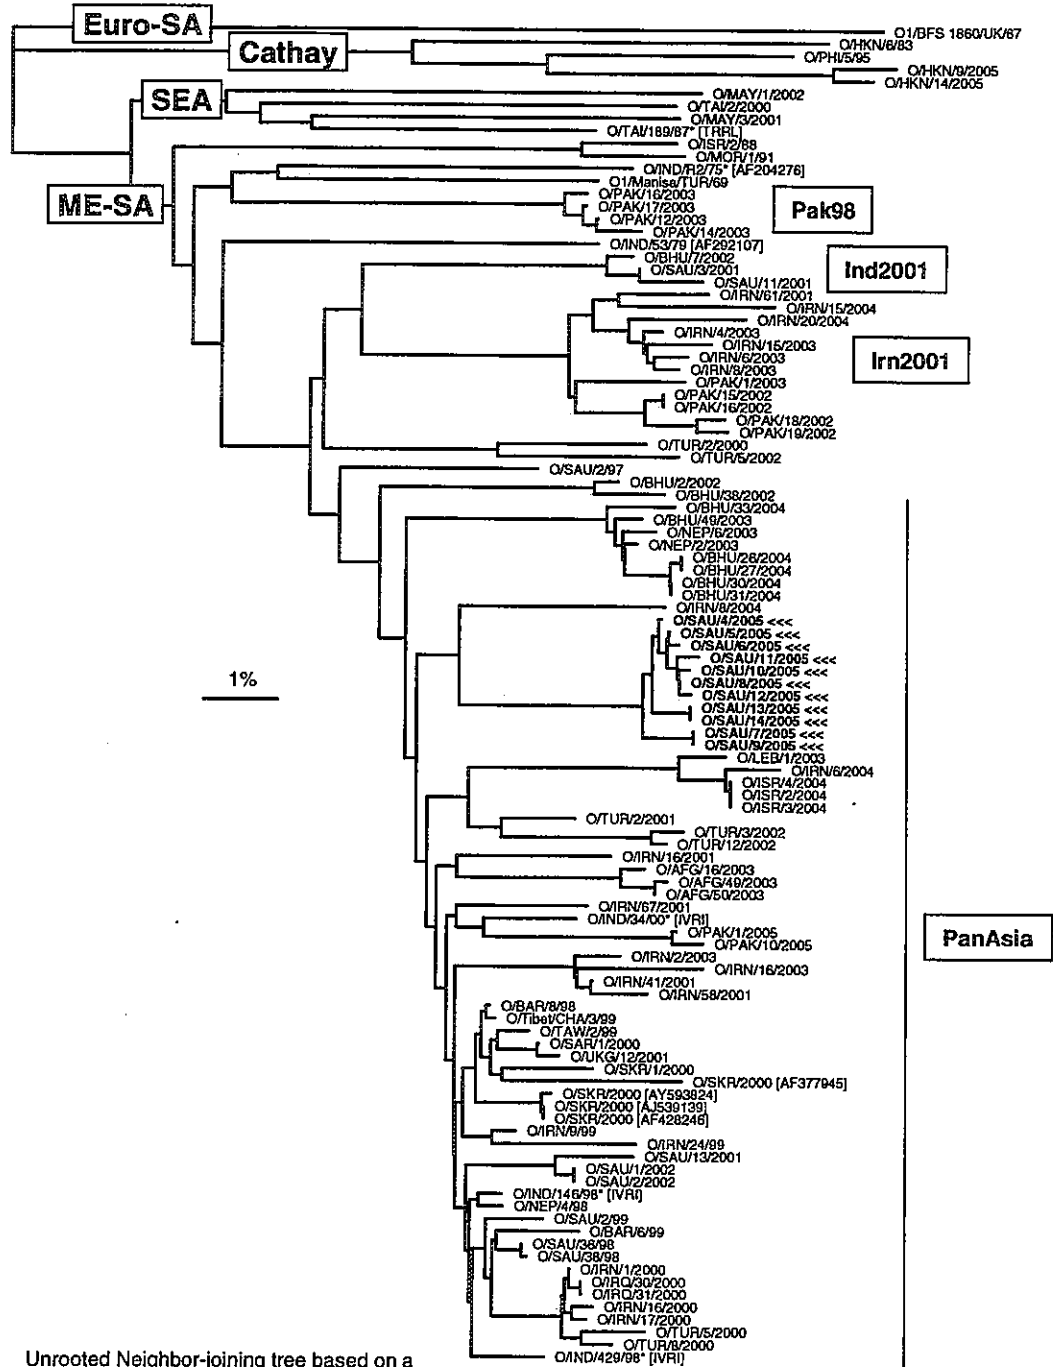 Euro-SA
O1/BFS 1860/UK/67
O/HKN/6/83
Cathay
O/PHI/5/95
O/HKN/9/2005
O/HKN/14/2005
SEA
O/MAY/1/2002
O/TAI/2/2000
O/MAY/3/2001
O/TAI/189/87* [TRRL]
O/ISR/2/88
O/MOR/1/91
ME-SA
O/IND/R2/75* [AF204276]
O1/Manisa/TUR/69
O/PAK/16/2003
O/PAK/17/2003
O/PAK/12/2003
O/PAK/14/2003
Pak98
O/IND/53/79 [AF292107]
O/BHU/7/2002
O/SAU/3/2001
O/SAU/11/2001
Ind2001
O/IRN/61/2001
O/IRN/15/2004
O/IRN/20/2004
O/IRN/4/2003
O/IRN/15/2003
O/IRN/6/2003
O/IRN/8/2003
Irn2001
O/PAK/1/2003
O/PAK/15/2002
O/PAK/16/2002
O/PAK/18/2002
O/PAK/19/2002
O/TUR/2/2000
O/TUR/5/2002
O/SAU/2/97
O/BHU/2/2002
O/BHU/38/2002
O/BHU/33/2004
O/BHU/49/2003
O/NEP/6/2003
O/NEP/2/2003
O/BHU/26/2004
O/BHU/27/2004
O/BHU/30/2004
O/BHU/31/2004
O/IRN/8/2004
O/SAU/4/2005 <<<
O/SAU/5/2005 <<<
O/SAU/6/2005 <<<
O/SAU/11/2005 <<<
O/SAU/10/2005 <<<
O/SAU/8/2005 <<<
O/SAU/12/2005 <<<
O/SAU/13/2005 <<<
O/SAU/14/2005 <<<
O/SAU/7/2005 <<<
O/SAU/9/2005 <<<
1%
O/LEB/1/2003
O/IRN/6/2004
O/ISR/4/2004
O/ISR/2/2004
O/ISR/3/2004
O/TUR/2/2001
O/TUR/3/2002
O/TUR/12/2002
O/IRN/16/2001
O/AFG/16/2003
O/AFG/49/2003
O/AFG/50/2003
O/IRN/67/2001
O/IND/34/00* [IVRI]
O/PAK/1/2005
O/PAK/10/2005
PanAsia
O/IRN/2/2003
O/IRN/16/2003
O/IRN/41/2001
O/IRN/58/2001
O/BAR/8/98
O/Tibet/CHA/3/99
O/TAW/2/99
O/SAR/1/2000
O/UKG/12/2001
O/SKR/1/2000
O/SKR/2000 [AF377945]
O/SKR/2000 [AY593824]
O/SKR/2000 [AJ539139]
O/SKR/2000 [AF428246]
O/IRN/9/99
O/IRN/24/99
O/SAU/13/2001
O/SAU/1/2002
O/SAU/2/2002
O/IND/146/98* [IVRI]
O/NEP/4/98
O/SAU/2/99
O/BAR/6/99
O/SAU/36/98
O/SAU/38/98
O/IRN/1/2000
O/IRQ/30/2000
O/IRQ/31/2000
O/IRN/16/2000
O/IRN/17/2000
O/TUR/5/2000
O/TUR/8/2000
O/IND/429/98* [IVRI]
Unrooted Neighbor-joining tree based on a